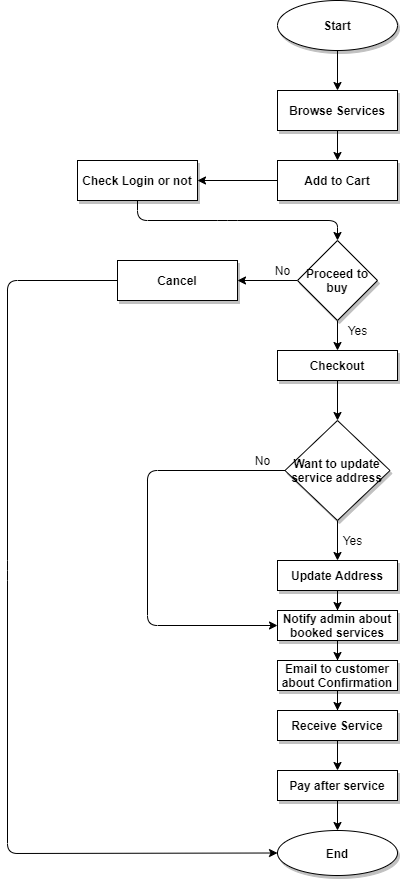 Start
Browse Services
Check Login or not
Add to Cart
Proceed to
buy
No
Cancel
Yes
Checkout
Want to update
service address
No
Yes
Update Address
Notify admin about
booked services
Email to customer
about Confirmation
Receive Service
Pay after service
End